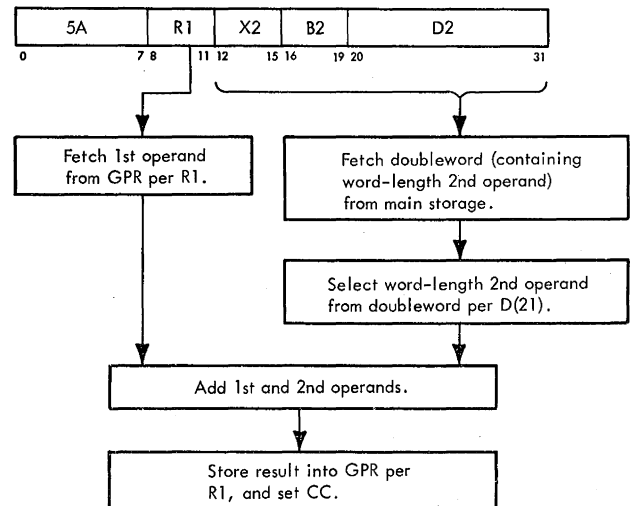 5A R1 X2 B2 D2
0 7 8 11 12 15 16 19 20 31
Fetch 1st operand
from GPR per R1.
Fetch doubleword (containing
word-length 2nd operand)
from main storage.
Select word-length 2nd operand
from doubleword per D(21).
Add 1st and 2nd operands.
Store result into GPR per
R1, and set CC.